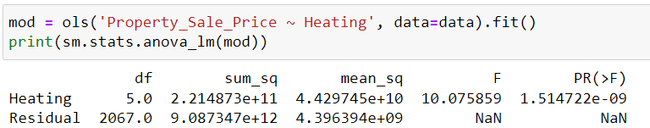 mod = ols('Property_Sale_Price ~ Heating', data=data).fit()
print(sm.stats.anova_lm(mod))
df sum_sq mean_sq F PR(>F)
Heating 5.0 2.214873e+11 4.429745e+10 10.075859 1.514722e-09
Residual 2067.0 9.087347e+12 4.396394e+09 NaN NaN